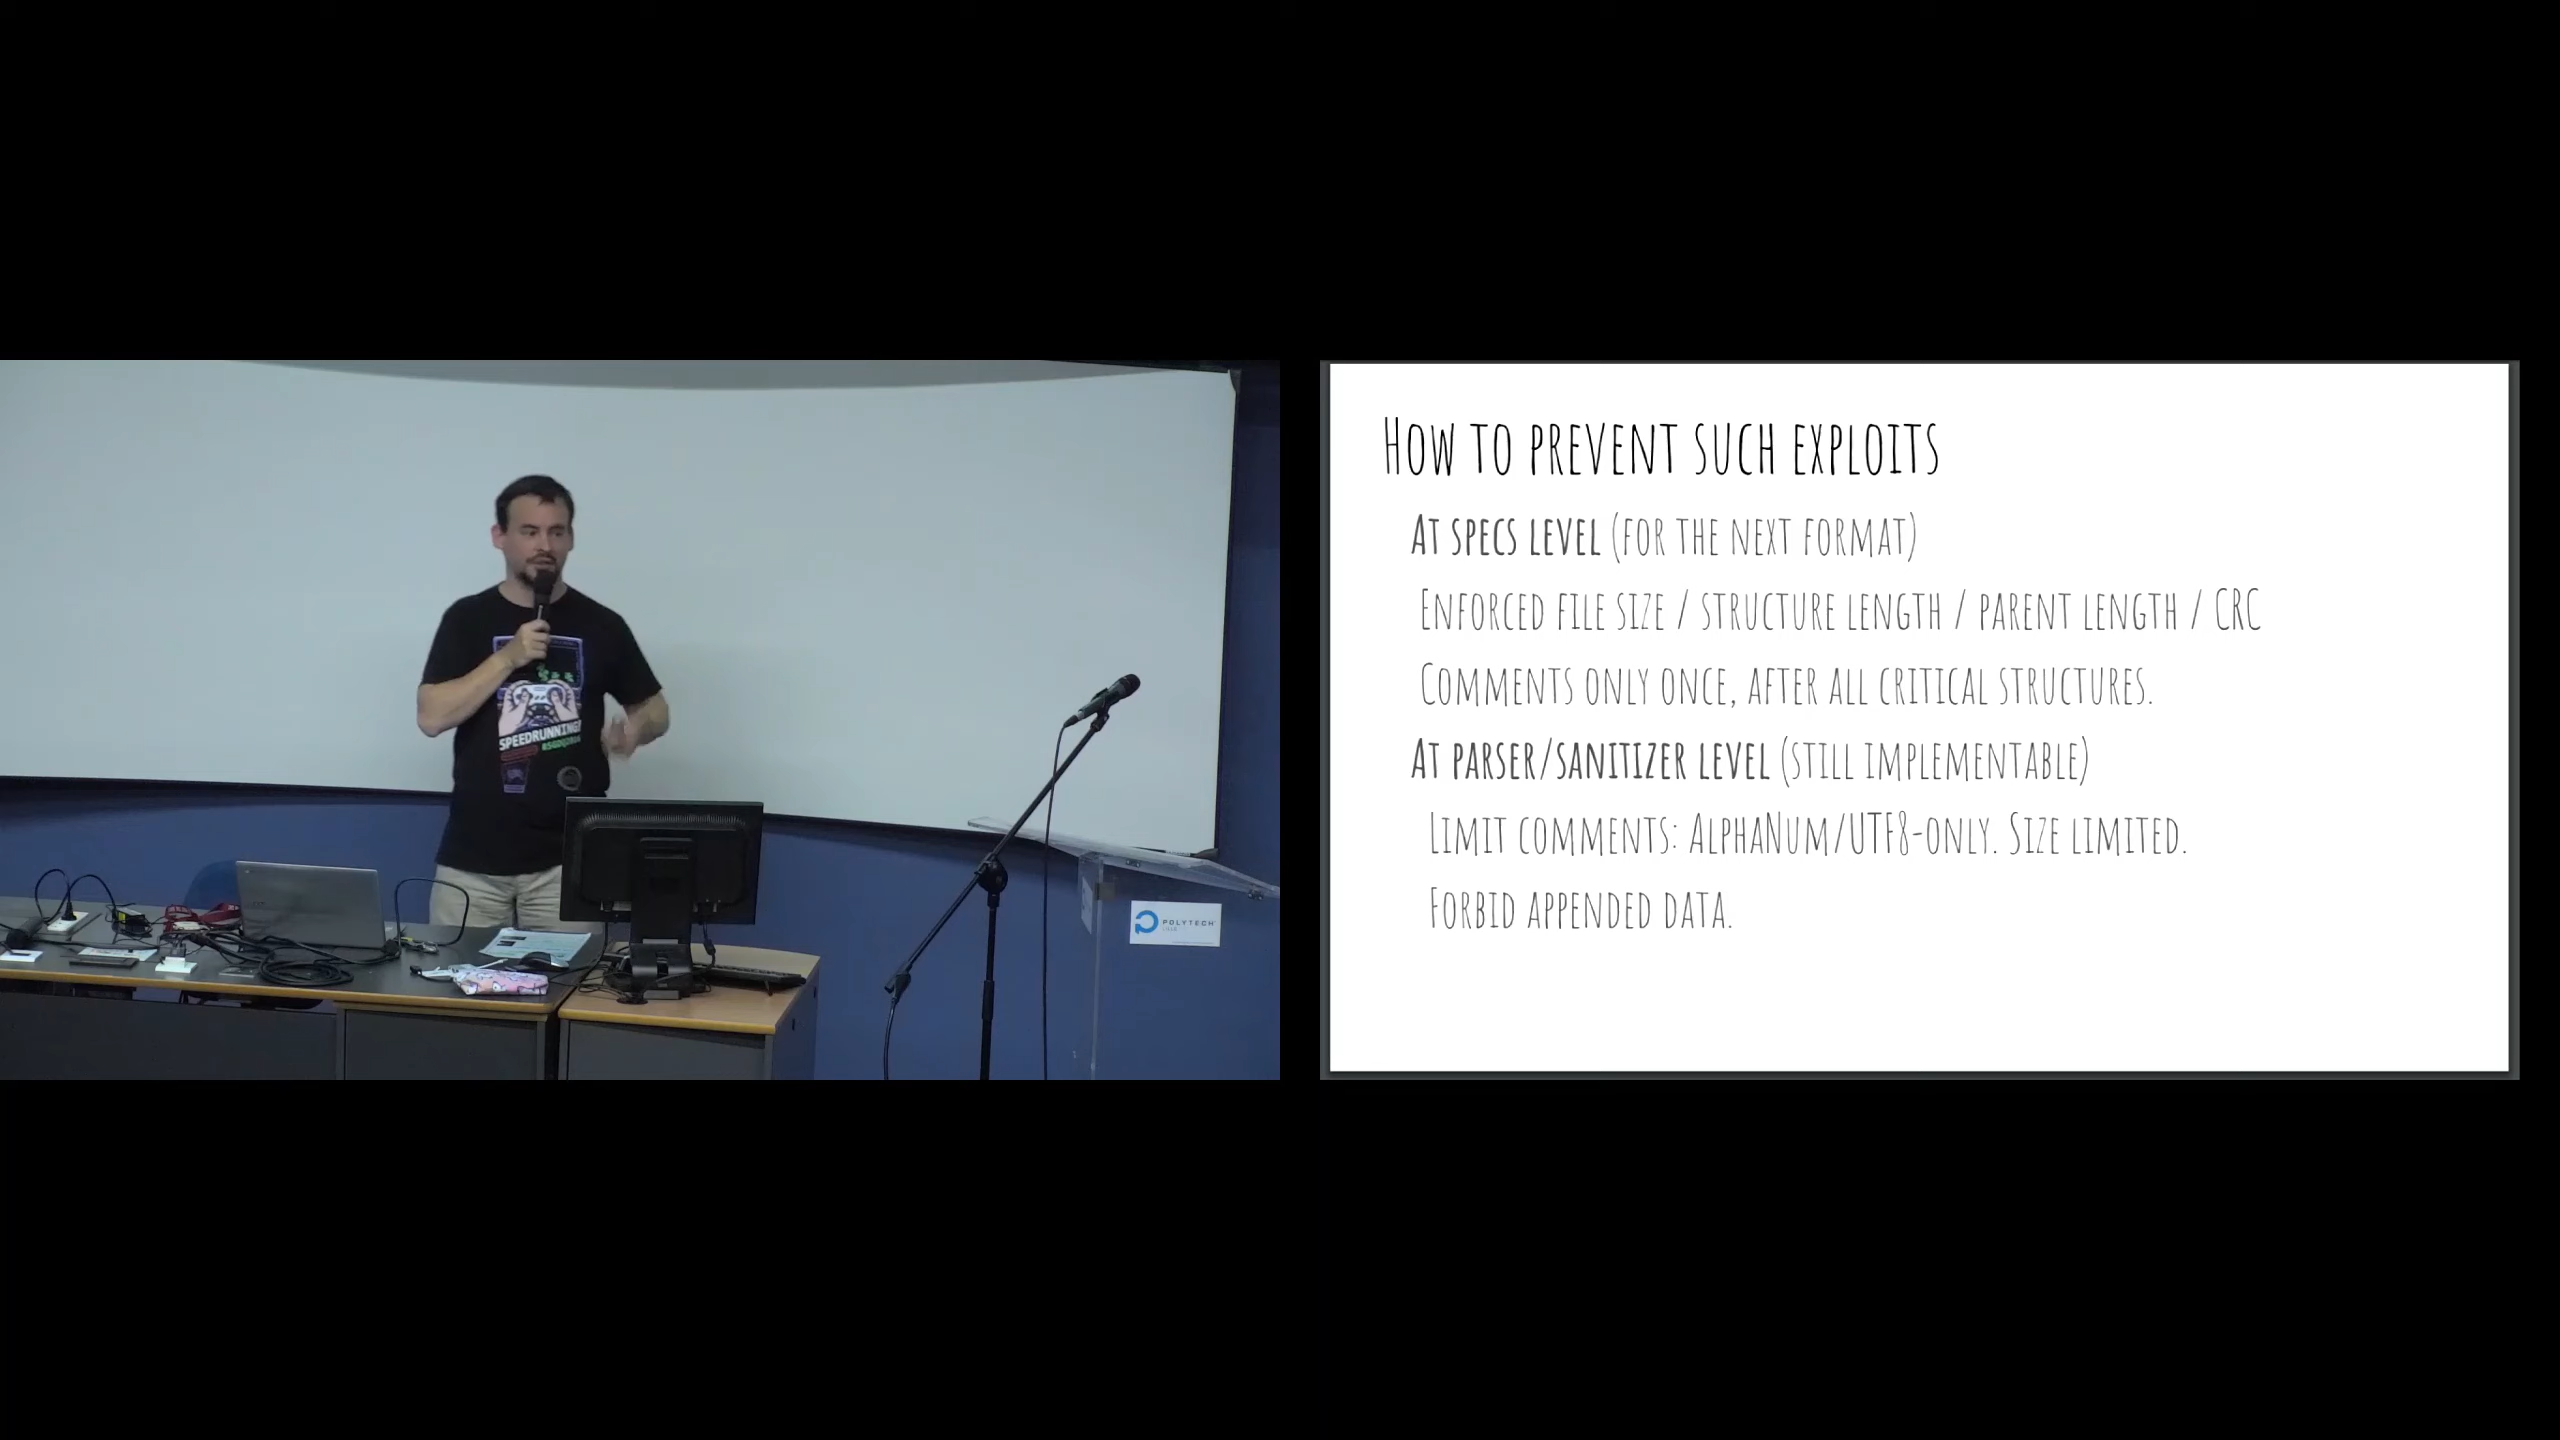 HOW TO PREVENT SUCH EXPLOITS
AT SPECS LEVEL (FOR THE NEXT FORMAT)
ENFORCED FILE SIZE / STRUCTURE LENGTH / PARENT LENGTH / CRC
COMMENTS ONLY ONCE, AFTER ALL CRITICAL STRUCTURES.
AT PARSER/SANITIZER LEVEL (STILL IMPLEMENTABLE)
LIMIT COMMENTS: ALPHANUM/UTF8-ONLY. SIZE LIMITED.
FORBID APPENDED DATA.
SPEEDRUNNING!
POLYTECH